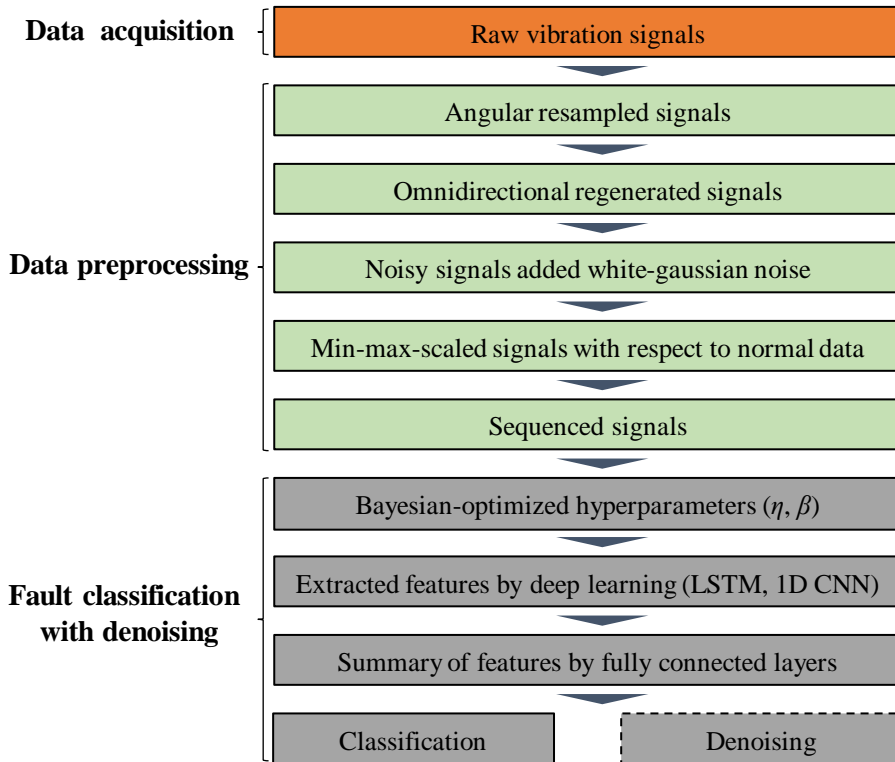 Data acquisition
Raw vibration signals
Data preprocessing
Angular resampled signals
Omnidirectional regenerated signals
Noisy signals added white-gaussian noise
Min-max-scaled signals with respect to normal data
Sequenced signals
Fault classification
with denoising
Bayesian-optimized hyperparameters (η, β)
Extracted features by deep learning (LSTM, 1D CNN)
Summary of features by fully connected layers
Classification
Denoising